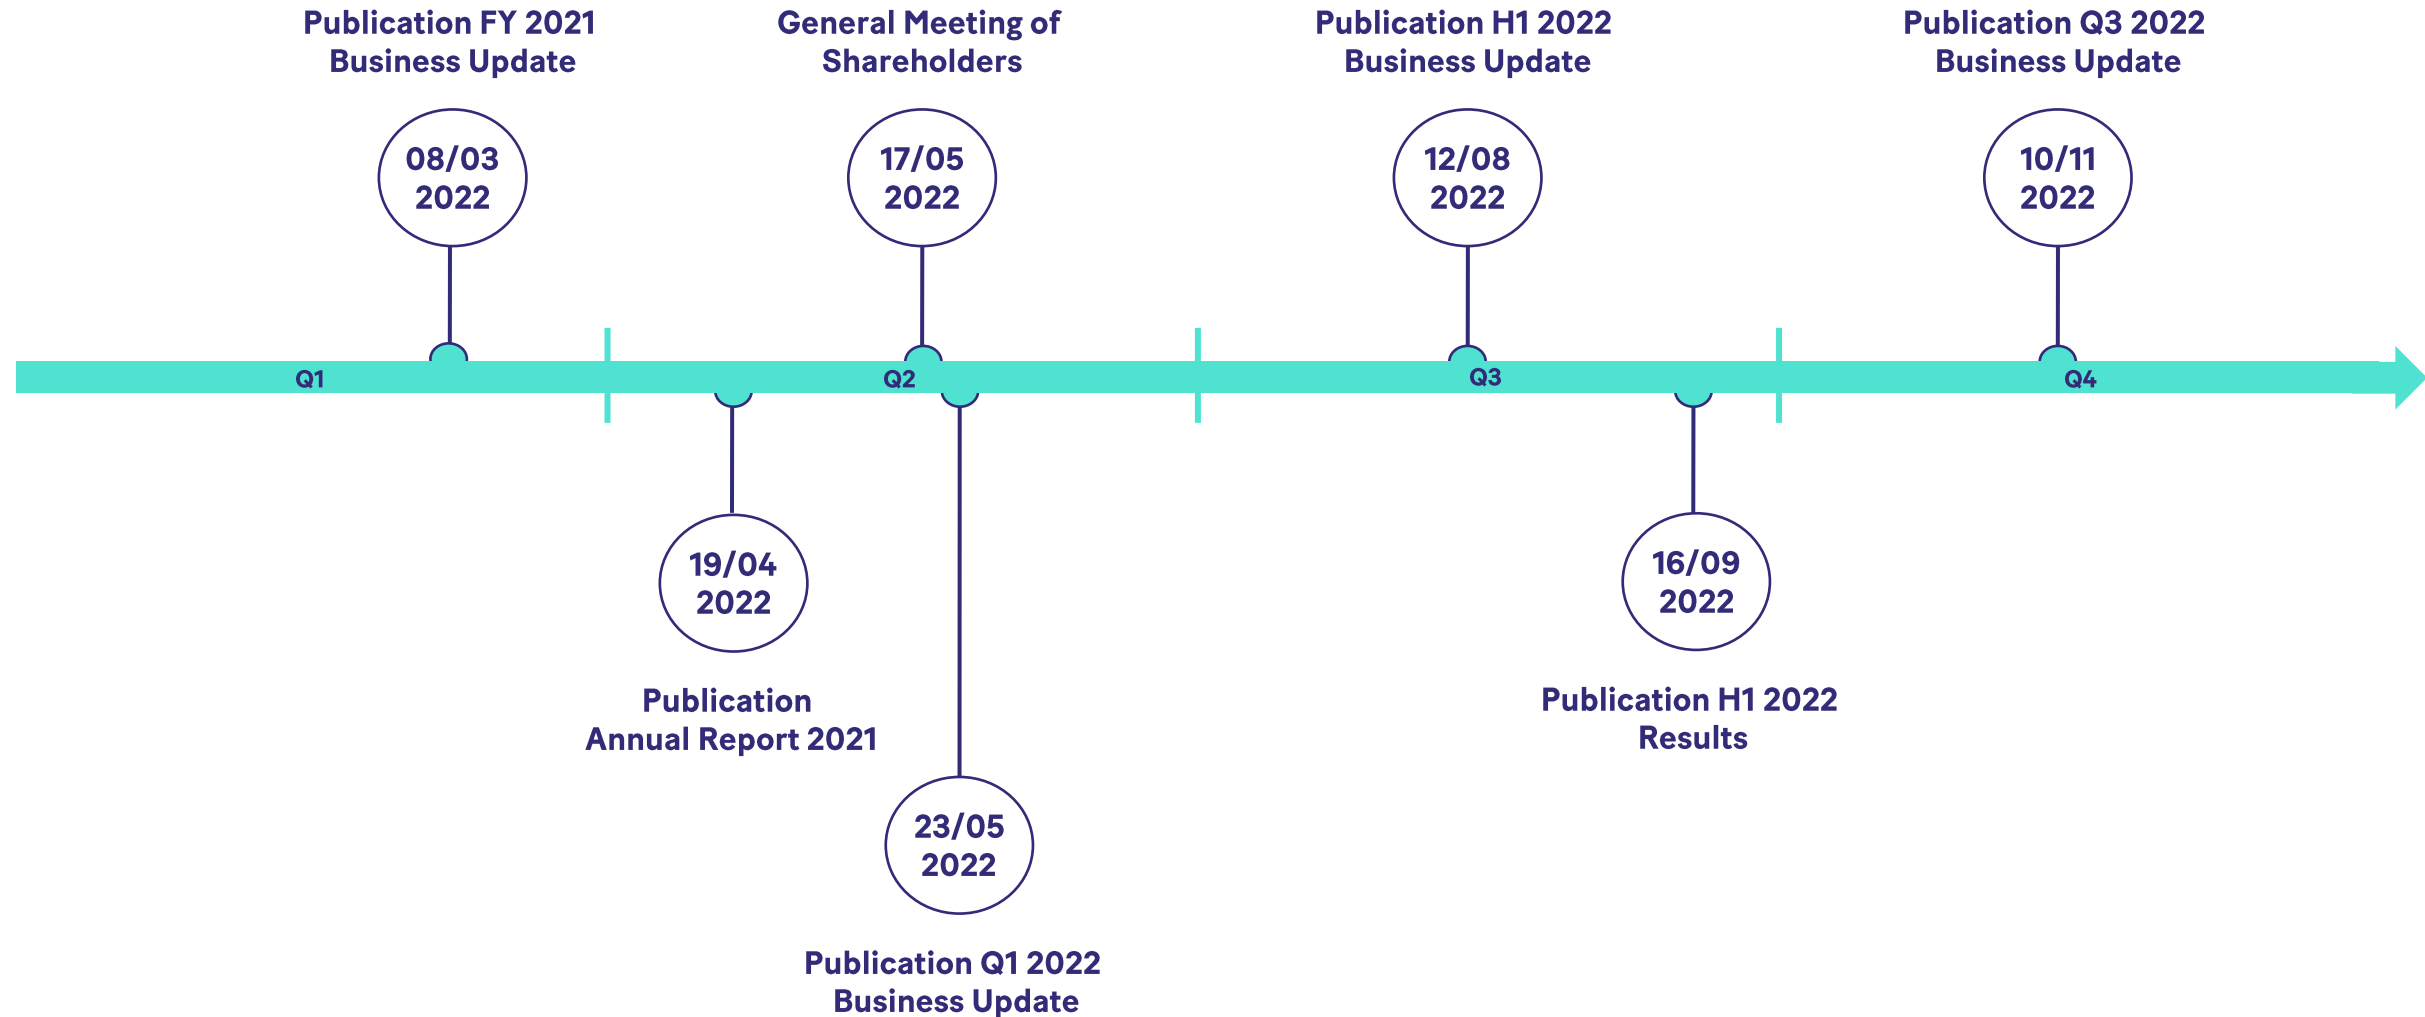 Publication FY 2021
Business Update
08/03
2022
General Meeting of
Shareholders
17/05
2022
Publication H1 2022
Business Update
12/08
2022
Publication Q3 2022
Business Update
10/11
2022
Q1
Q2
Q3
Q4
19/04
2022
Publication
Annual Report 2021
23/05
2022
Publication Q1 2022
Business Update
16/09
2022
Publication H1 2022
Results